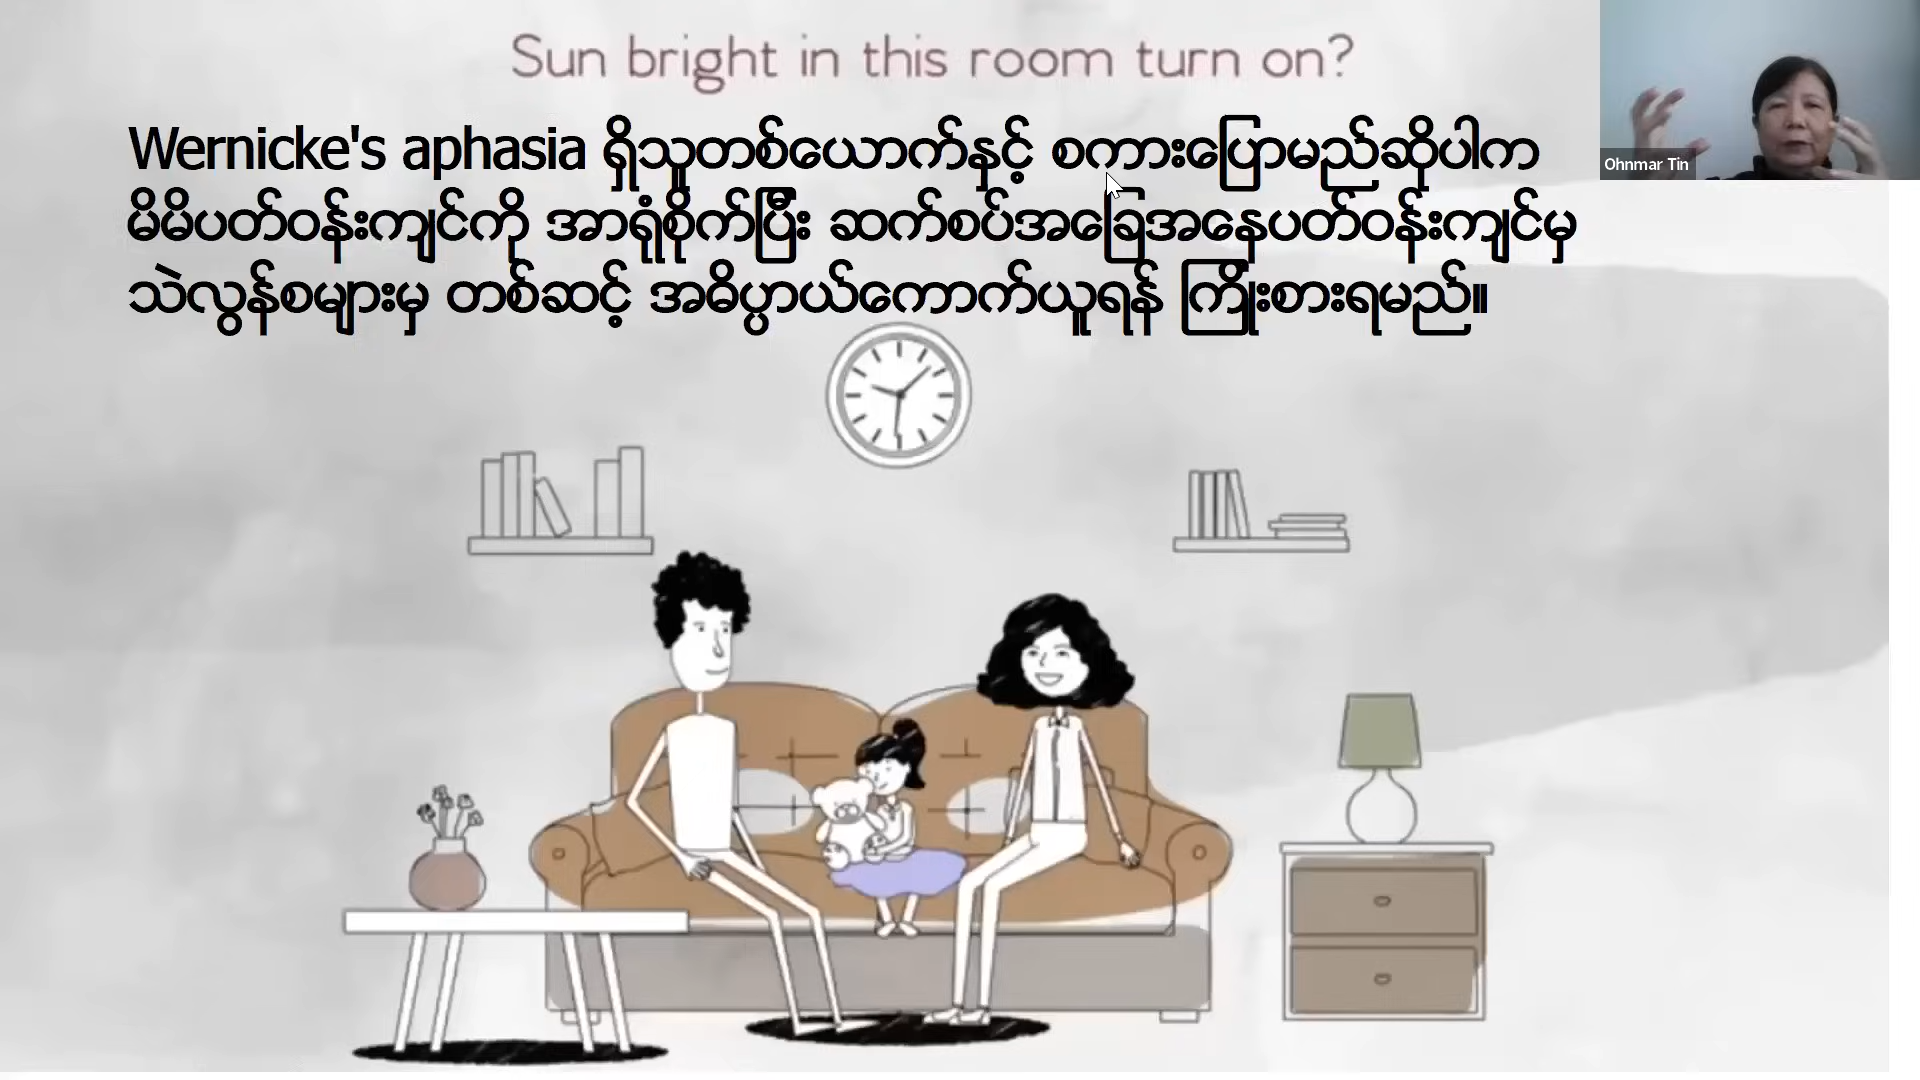 Sun bright in this room turn on?
Wernicke's aphasia ရှိသူတစ်ယောက်နှင့် စကားပြောမည်ဆိုပါက
မိမိပတ်ဝန်းကျင်ကို အာရုံစိုက်ပြီး ဆက်စပ်အခြေအနေပတ်ဝန်းကျင်မှ
သဲလွန်စများမှ တစ်ဆင့် အဓိပ္ပာယ်ကောက်ယူရန် ကြိုးစားရမည်။
Ohnmar Tin